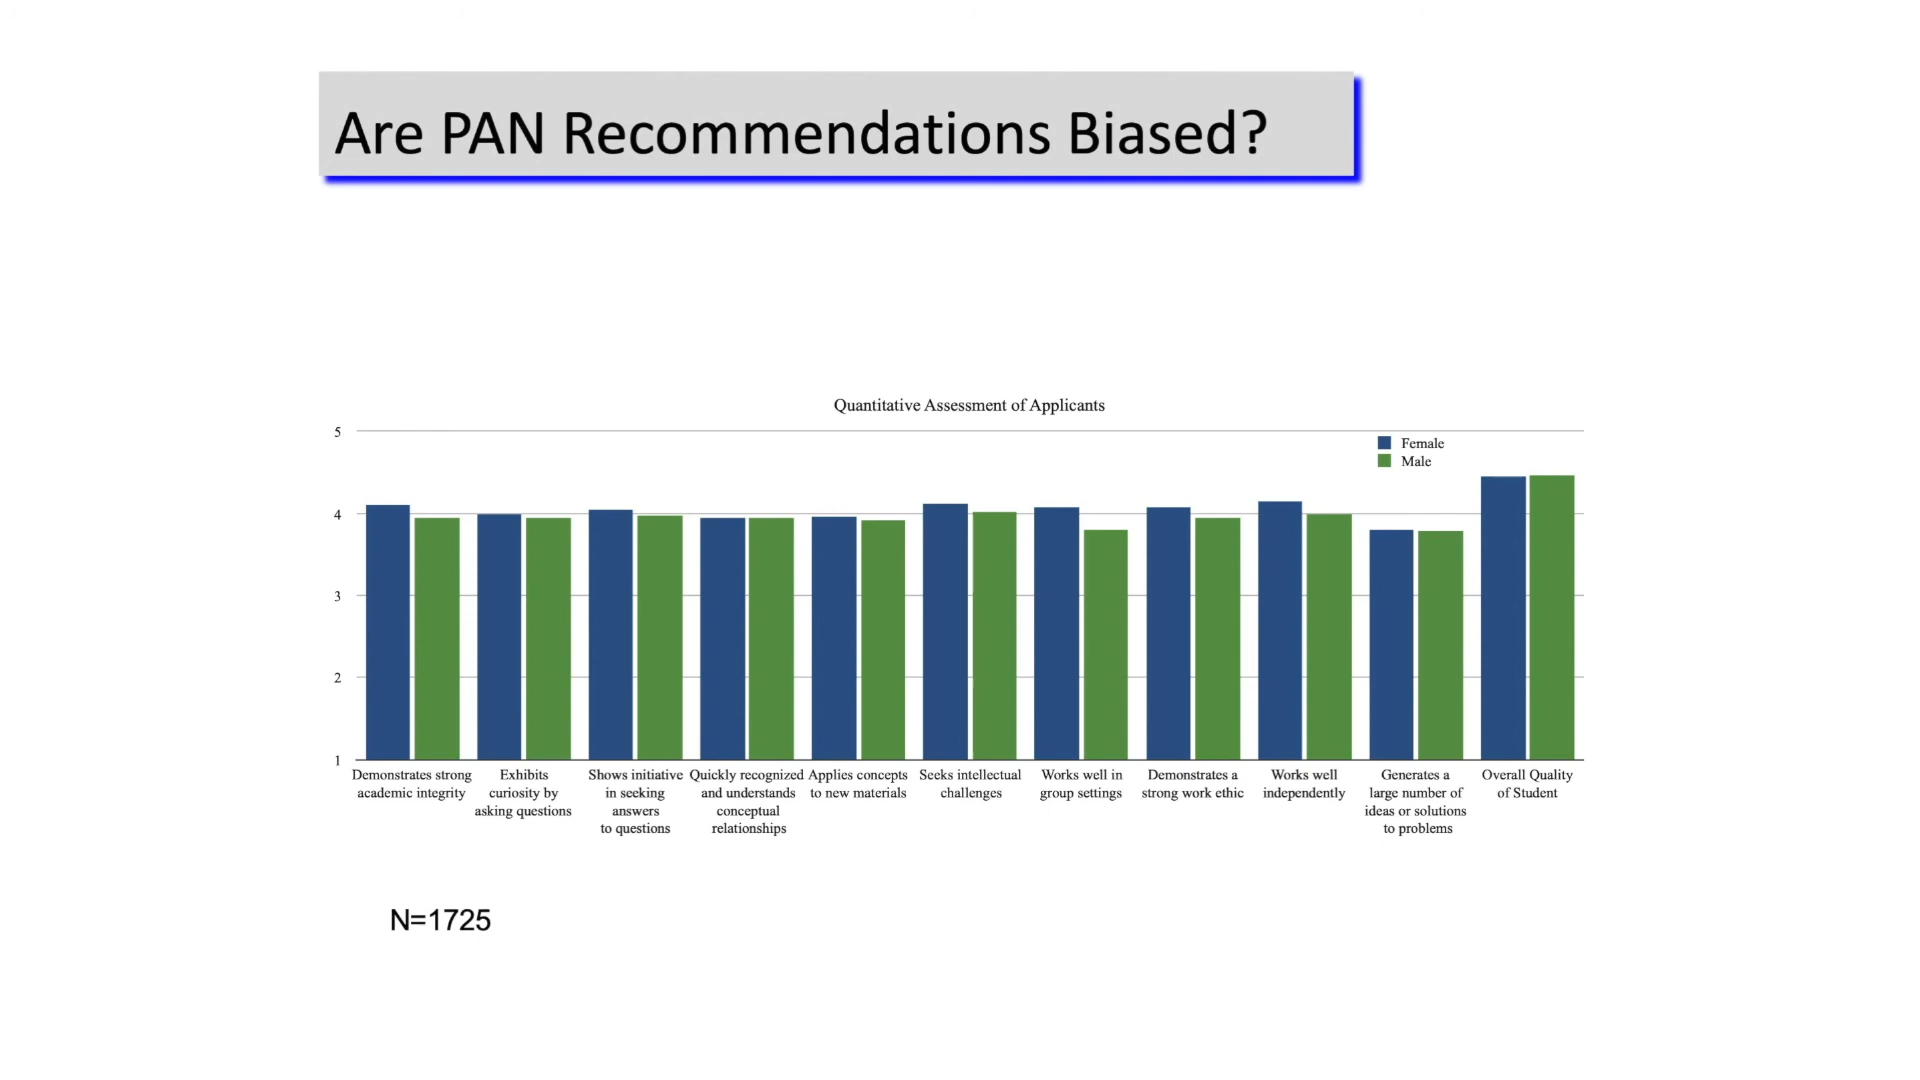 Are PAN Recommendations Biased?
Quantitative Assessment of Applicants
5
4
3
2
1
Female
Male
Demonstrates strong
academic integrity
Exhibits
curiosity by
asking questions
Shows initiative
in seeking
answers
to questions
Quickly recognized
and understands
conceptual
relationships
Applies concepts
to new materials
Seeks intellectual
challenges
Works well in
group settings
Demonstrates a
strong work ethic
Works well
independently
Generates a
large number of
ideas or solutions
to problems
Overall Quality
of Student
N=1725